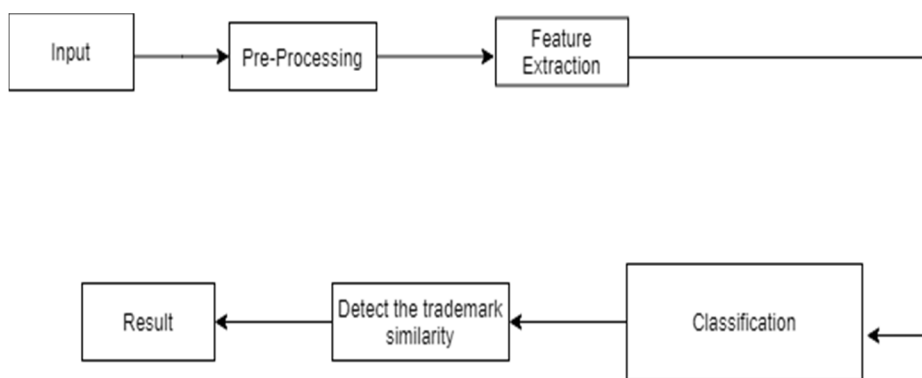 Input
Pre-Processing
Feature
Extraction
Classification
Detect the trademark
similarity
Result